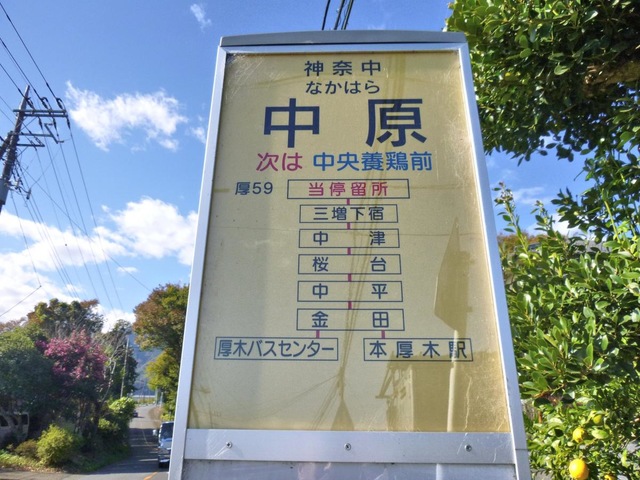 神奈中
なかはら
中原
次は 中央養鶏前
厚59 当停留所
三増下宿
中津
桜台
中平
金田
厚木バスセンター 本厚木駅